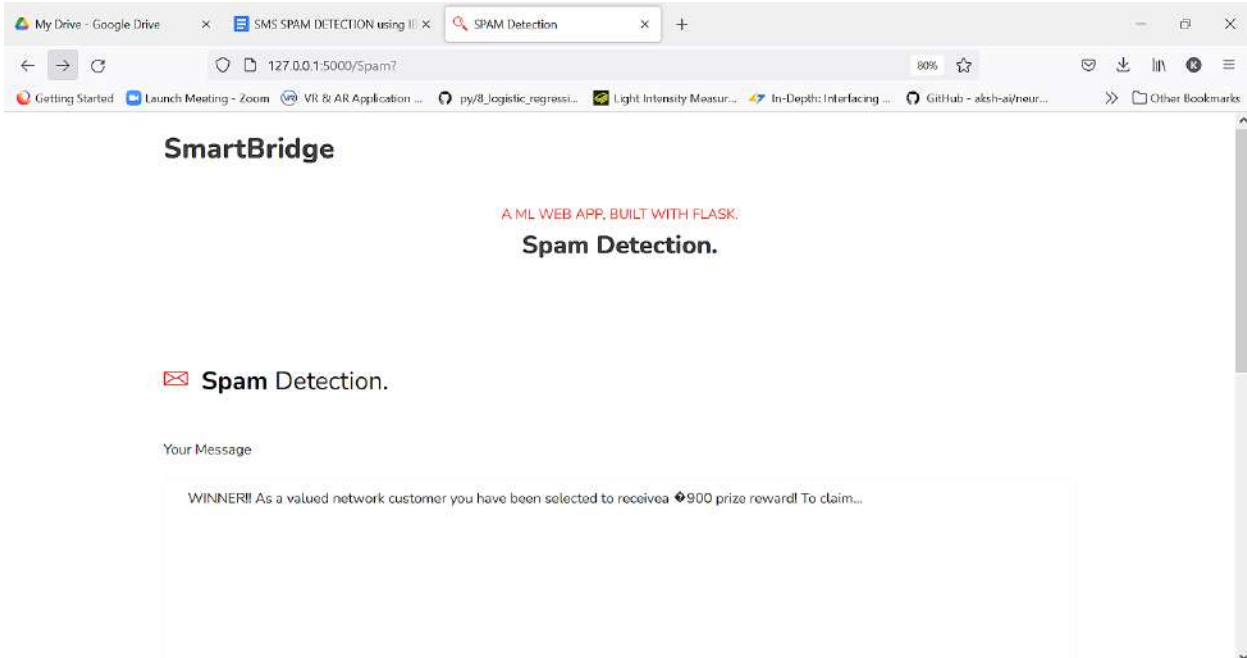 My Drive - Google Drive
SMS SPAM DETECTION using IB
SPAM Detection
127.0.0.1:5000/Spam?
80%
Getting Started Launch Meeting - Zoom VR & AR Application ... py/8_logistic_regressi... Light Intensity Measur... In-Depth: Interfacing ... GitHub - aksh-ai/neur... Other Bookmarks
SmartBridge
A ML WEB APP, BUILT WITH FLASK.
Spam Detection.
Spam Detection.
Your Message
WINNER!! As a valued network customer you have been selected to receivea �900 prize reward! To claim...